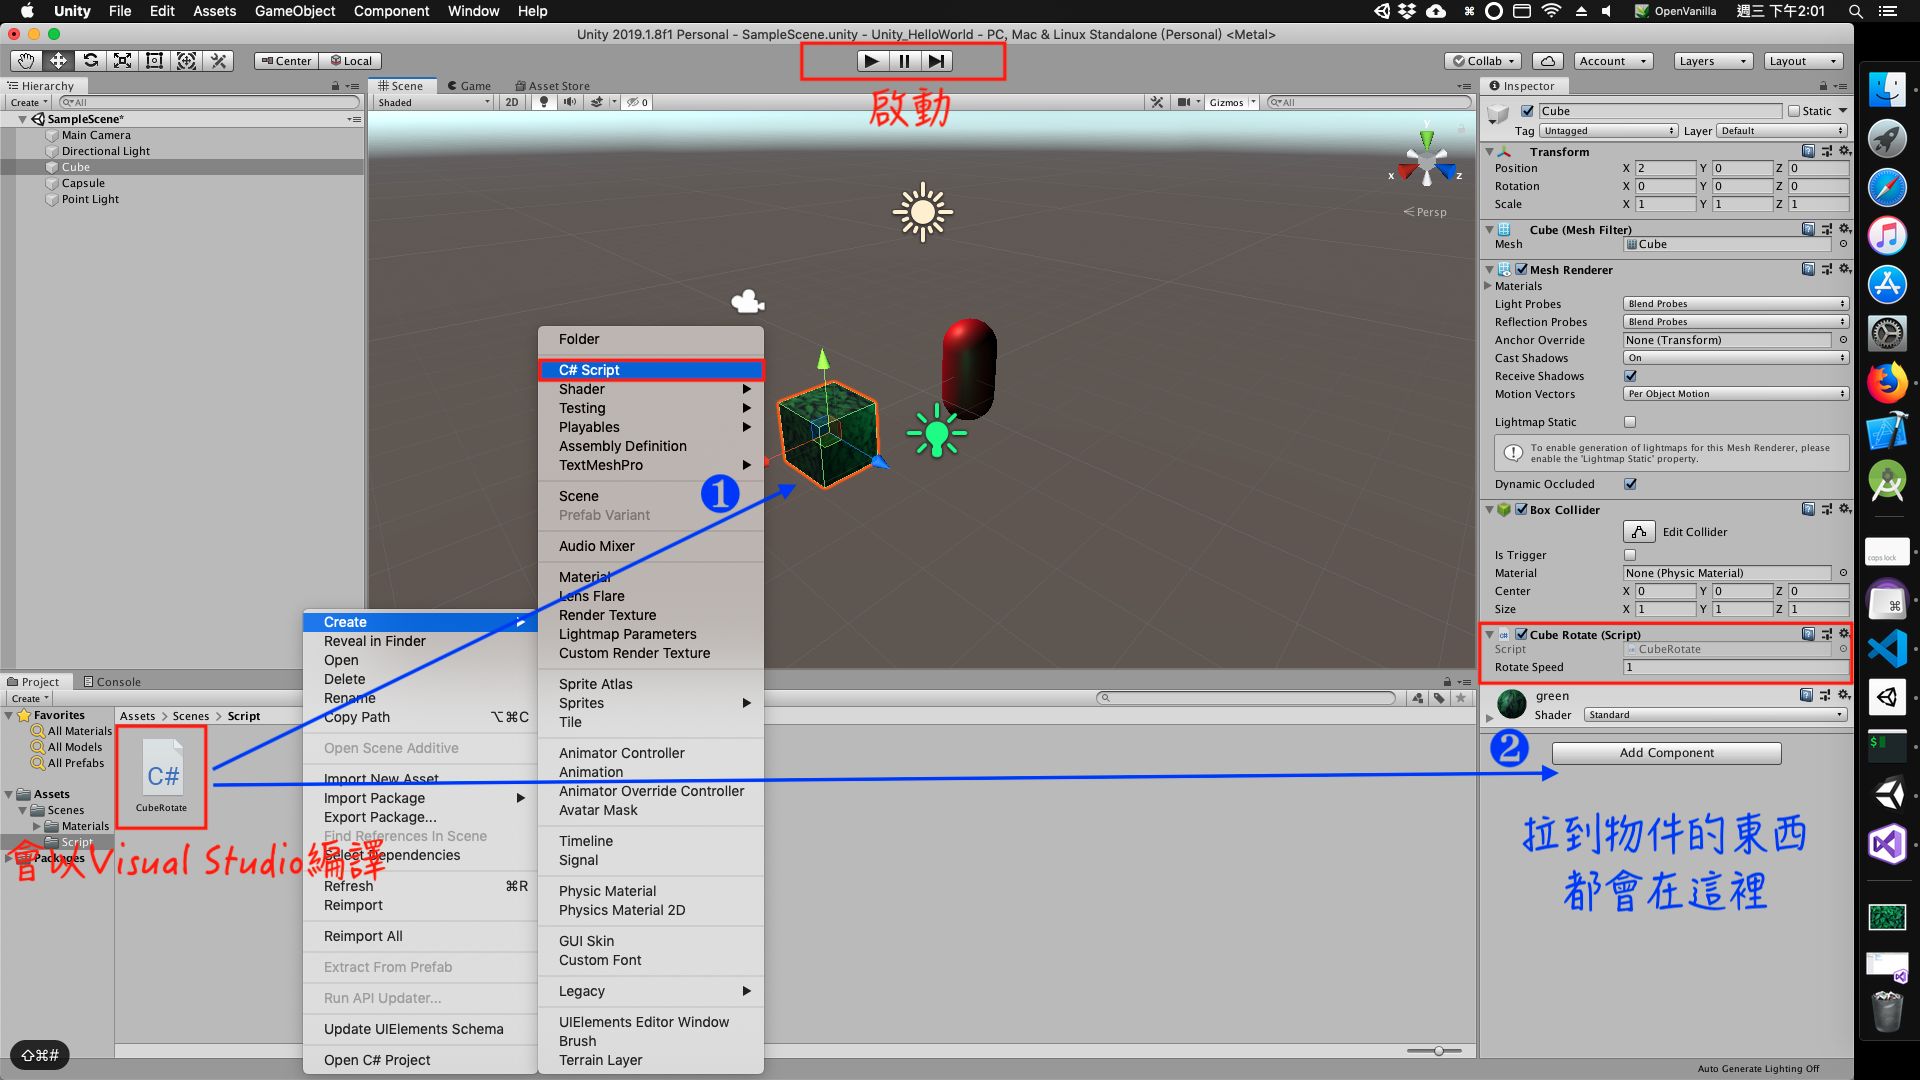 Unity File Edit Assets GameObject Component Window Help
OpenVanilla 週三 下午2:01
Unity 2019.1.8f1 Personal - SampleScene.unity - Unity_HelloWorld - PC, Mac & Linux Standalone (Personal) <Metal>
Center Local
Collab Account Layers Layout
啟動
Hierarchy
Create All
SampleScene*
Main Camera
Directional Light
Cube
Capsule
Point Light
Scene Game Asset Store
Shaded 2D 0 Gizmos All
y
x z
Persp
Folder
C# Script
Shader
Testing
Playables
Assembly Definition
TextMeshPro
Scene
Prefab Variant
Audio Mixer
Material
Lens Flare
Render Texture
Lightmap Parameters
Custom Render Texture
Sprite Atlas
Sprites
Tile
Animator Controller
Animation
Animator Override Controller
Avatar Mask
Timeline
Signal
Physic Material
Physics Material 2D
GUI Skin
Custom Font
Legacy
UIElements Editor Window
Brush
Terrain Layer
1
Create
Reveal in Finder
Open
Delete
Rename
Copy Path ⌥⌘C
Open Scene Additive
Import New Asset...
Import Package
Export Package...
Find References In Scene
Select Dependencies
Refresh ⌘R
Reimport
Reimport All
Extract From Prefab
Run API Updater...
Update UIElements Schema
Open C# Project
Project Console
Create
Favorites
All Materials
All Models
All Prefabs
Assets
Scenes
Materials
Script
Packages
Assets Scenes Script
C#
CubeRotate
會以Visual Studio編譯
⇧⌘#
Inspector
Cube Static
Tag Untagged Layer Default
Transform
Position X 2 Y 0 Z 0
Rotation X 0 Y 0 Z 0
Scale X 1 Y 1 Z 1
Cube (Mesh Filter)
Mesh Cube
Mesh Renderer
Materials
Light Probes Blend Probes
Reflection Probes Blend Probes
Anchor Override None (Transform)
Cast Shadows On
Receive Shadows
Motion Vectors Per Object Motion
Lightmap Static
To enable generation of lightmaps for this Mesh Renderer, please
enable the 'Lightmap Static' property.
Dynamic Occluded
Box Collider
Edit Collider
Is Trigger
Material None (Physic Material)
Center X 0 Y 0 Z 0
Size X 1 Y 1 Z 1
Cube Rotate (Script)
Script CubeRotate
Rotate Speed 1
green
Shader Standard
2
Add Component
拉到物件的東西
都會在這裡
Auto Generate Lighting Off
caps lock